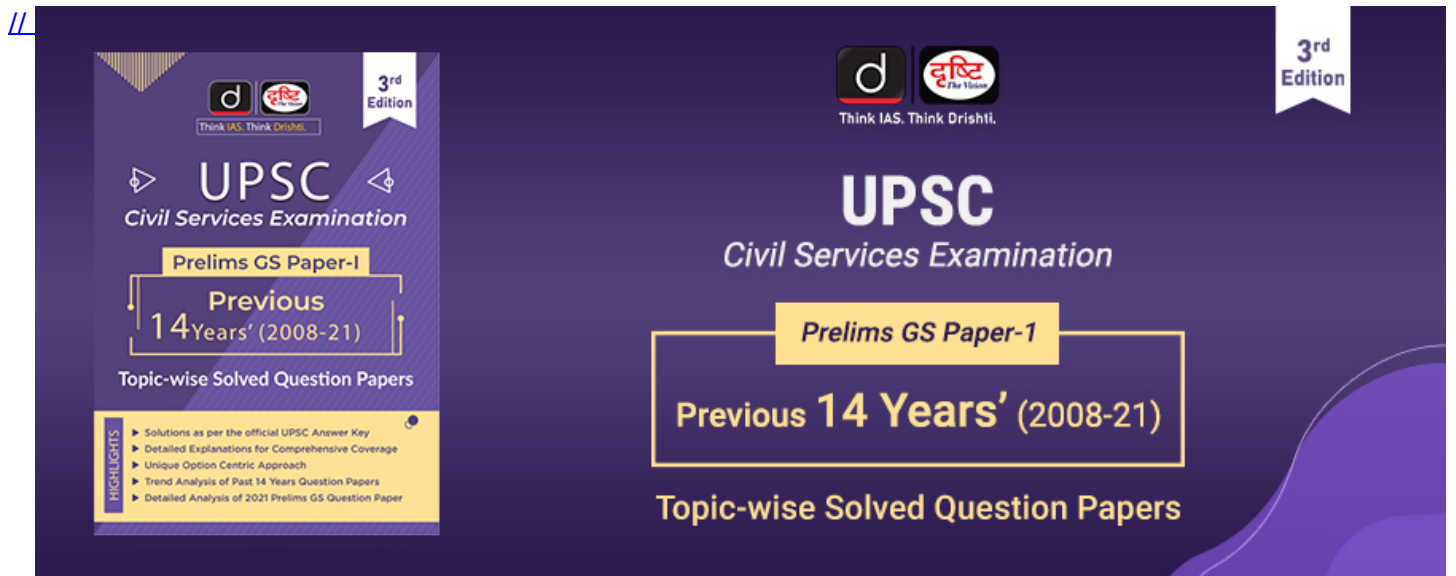 //
3rd
Edition
d दृष्टि
The Vision
Think IAS. Think Drishti.
UPSC
Civil Services Examination
Prelims GS Paper-I
Previous
14 Years' (2008-21)
Topic-wise Solved Question Papers
HIGHLIGHTS
Solutions as per the official UPSC Answer Key
Detailed Explanations for Comprehensive Coverage
Unique Option Centric Approach
Trend Analysis of Past 14 Years Question Papers
Detailed Analysis of 2021 Prelims GS Question Paper
d दृष्टि
The Vision
Think IAS. Think Drishti.
3rd
Edition
UPSC
Civil Services Examination
Prelims GS Paper-1
Previous 14 Years' (2008-21)
Topic-wise Solved Question Papers